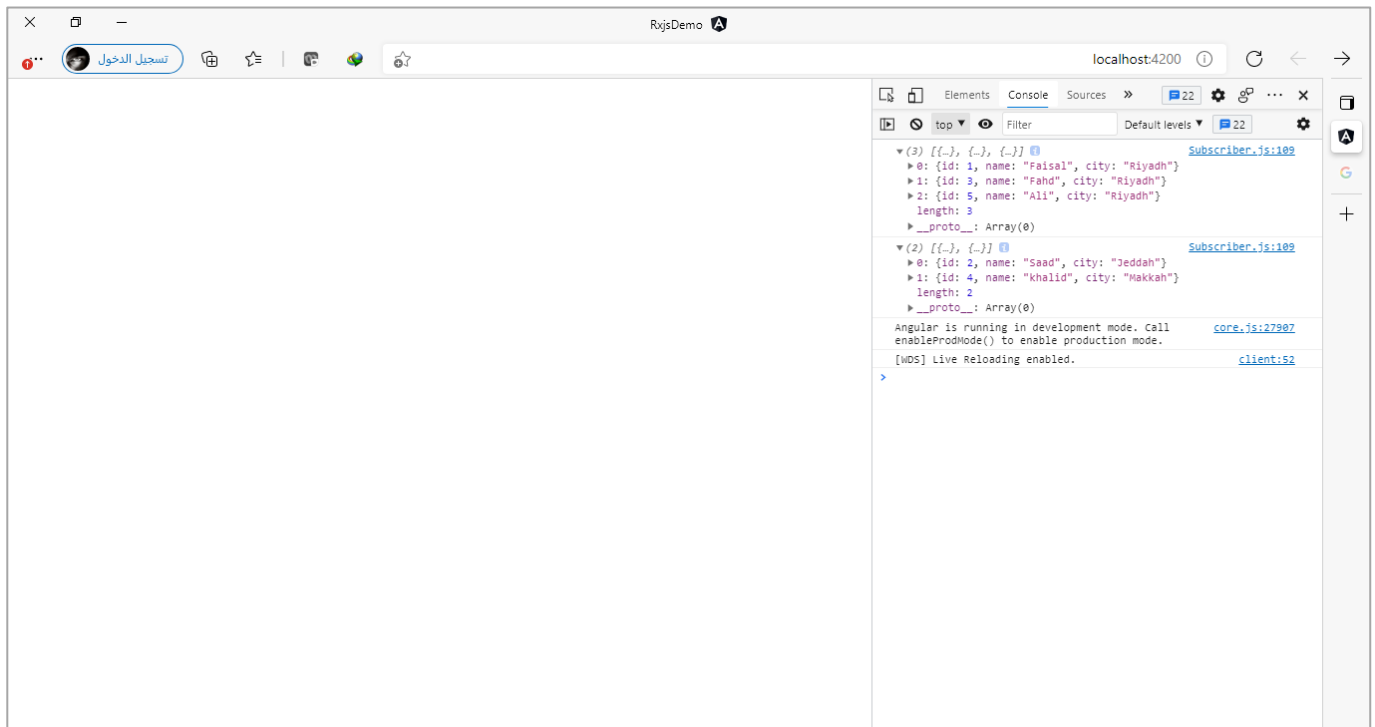 RxjsDemo
تسجيل الدخول
localhost:4200
Elements Console Sources » 22
top Filter Default levels 22
(3) [{…}, {…}, {…}] Subscriber.js:109
0: {id: 1, name: "Faisal", city: "Riyadh"}
1: {id: 3, name: "Fahd", city: "Riyadh"}
2: {id: 5, name: "Ali", city: "Riyadh"}
length: 3
__proto__: Array(0)
(2) [{…}, {…}] Subscriber.js:109
0: {id: 2, name: "Saad", city: "Jeddah"}
1: {id: 4, name: "khalid", city: "Makkah"}
length: 2
__proto__: Array(0)
Angular is running in development mode. Call core.js:27907
enableProdMode() to enable production mode.
[WDS] Live Reloading enabled. client:52